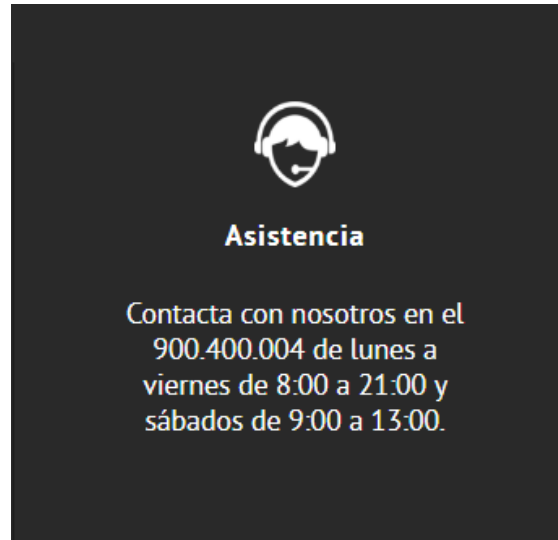 Asistencia
Contacta con nosotros en el
900.400.004 de lunes a
viernes de 8:00 a 21:00 y
sábados de 9:00 a 13:00.